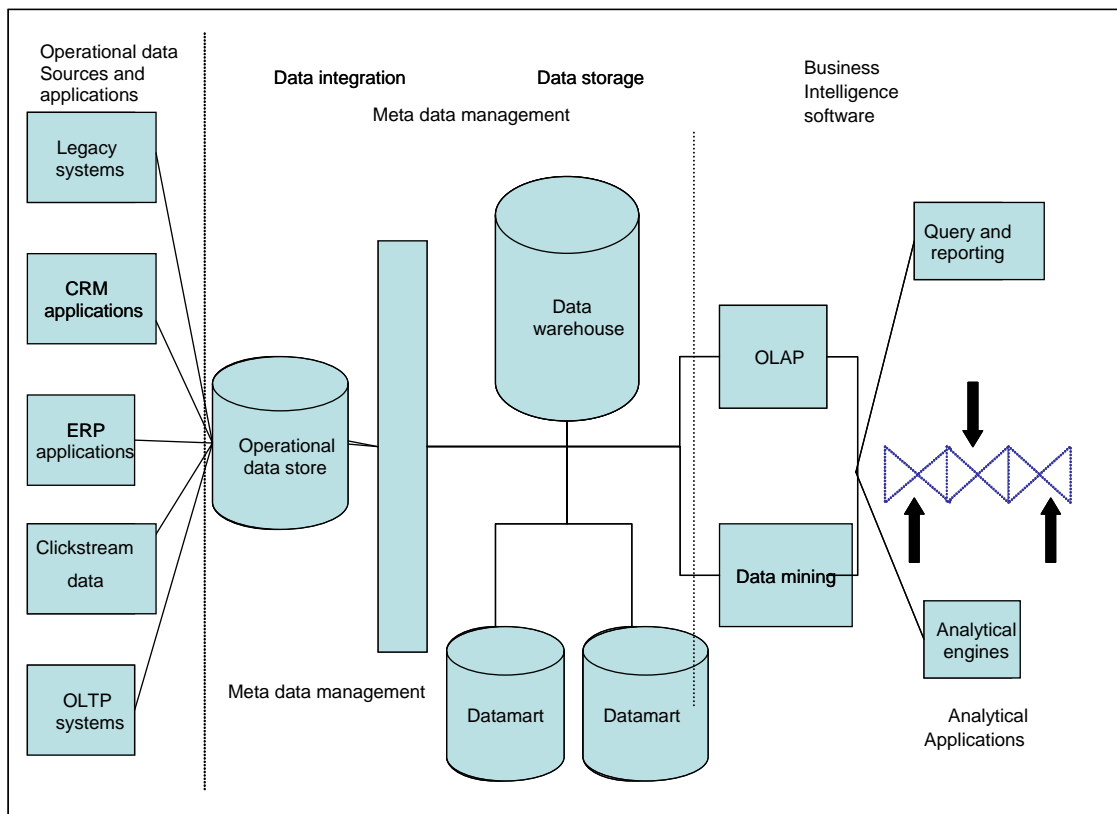 Operational data
Sources and
applications
Data integration
Data storage
Meta data management
Business
Intelligence
software
Legacy
systems
CRM
applications
ERP
applications
Clickstream
data
OLTP
systems
Operational
data store
Data
warehouse
Meta data management
Datamart
Datamart
OLAP
Data mining
Query and
reporting
Analytical
engines
Analytical
Applications